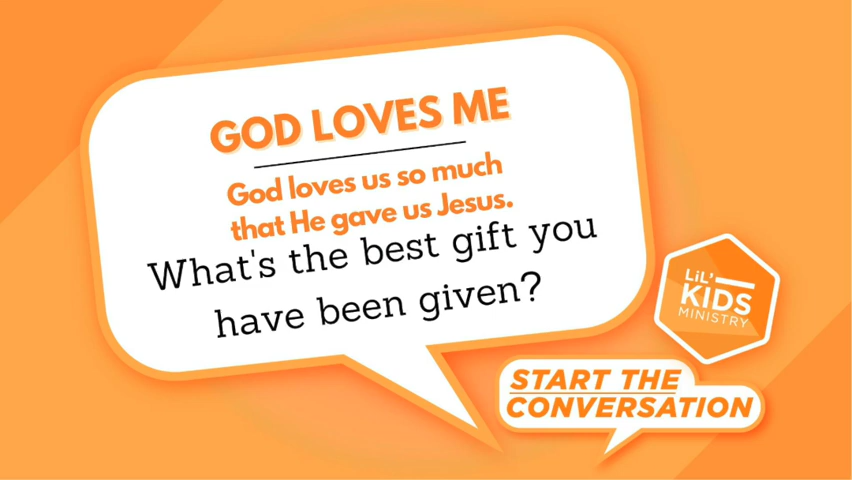 GOD LOVES ME
God loves us so much
that He gave us Jesus.
What's the best gift you
have been given?
LiL'
KIDS
MINISTRY
START THE
CONVERSATION